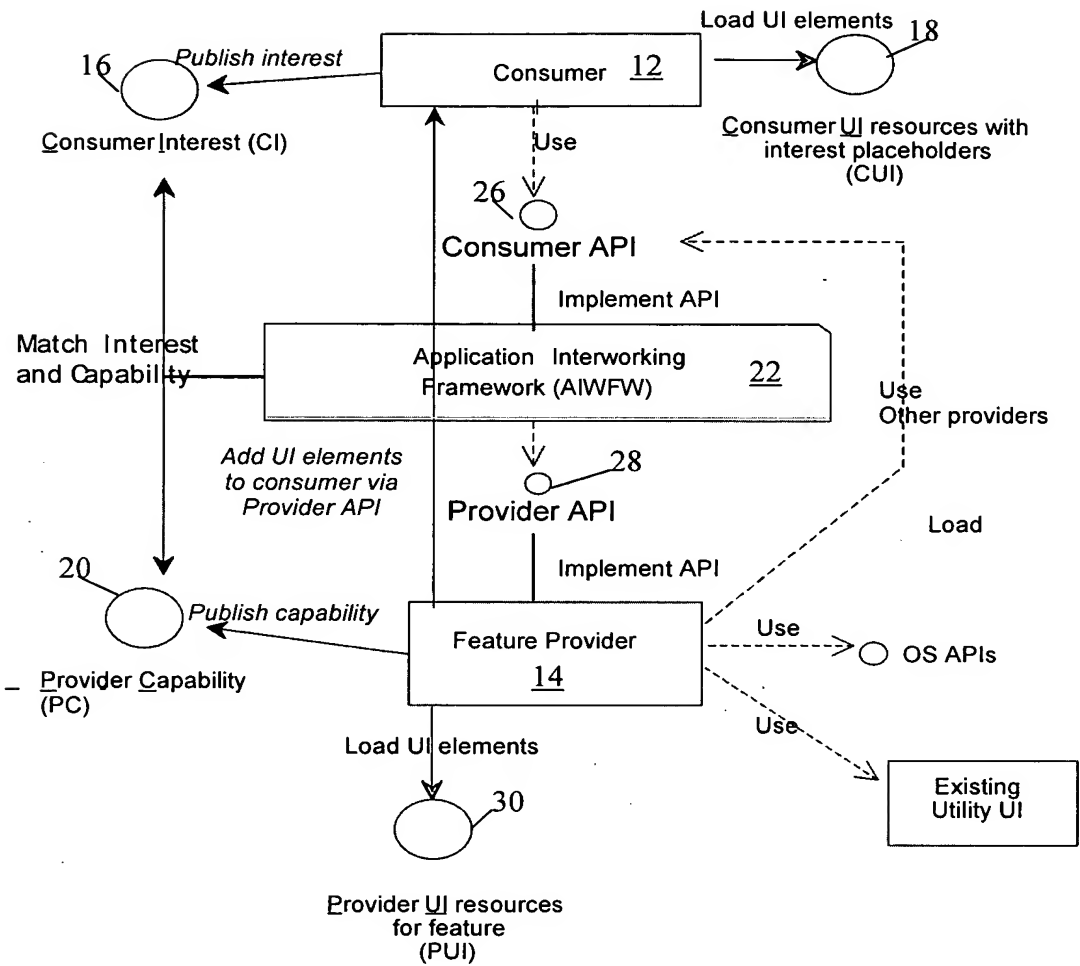 Load UI elements
18
16
Publish interest
Consumer 12
Consumer Interest (CI)
Use
Consumer UI resources with
interest placeholders
(CUI)
26
Consumer API
Implement API
Match Interest
and Capability
Application Interworking
Framework (AIWFW)
22
Use
Other providers
Add UI elements
to consumer via
Provider API
28
Provider API
Load
Implement API
20
Publish capability
Feature Provider
14
Use
OS APIs
Provider Capability
(PC)
Use
Load UI elements
Existing
Utility UI
30
Provider UI resources
for feature
(PUI)